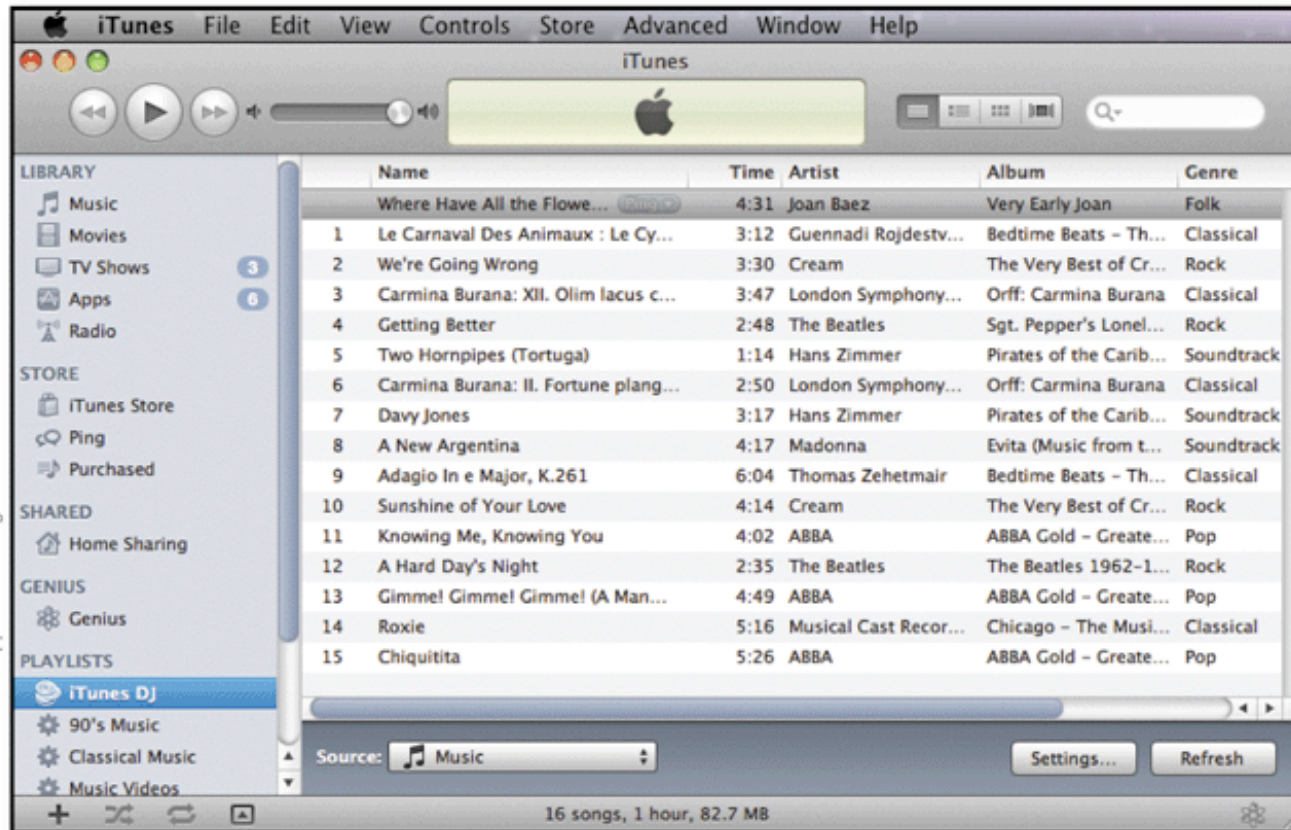 iTunes File Edit View Controls Store Advanced Window Help
iTunes
LIBRARY
Music
Movies
TV Shows 3
Apps 6
Radio
STORE
iTunes Store
Ping
Purchased
SHARED
Home Sharing
GENIUS
Genius
PLAYLISTS
iTunes DJ
90's Music
Classical Music
Music Videos
Name Time Artist Album Genre
Where Have All the Flowe... Ping 4:31 Joan Baez Very Early Joan Folk
1 Le Carnaval Des Animaux : Le Cy... 3:12 Guennadi Rojdestv... Bedtime Beats – Th... Classical
2 We're Going Wrong 3:30 Cream The Very Best of Cr... Rock
3 Carmina Burana: XII. Olim lacus c... 3:47 London Symphony... Orff: Carmina Burana Classical
4 Getting Better 2:48 The Beatles Sgt. Pepper's Lonel... Rock
5 Two Hornpipes (Tortuga) 1:14 Hans Zimmer Pirates of the Carib... Soundtrack
6 Carmina Burana: II. Fortune plang... 2:50 London Symphony... Orff: Carmina Burana Classical
7 Davy Jones 3:17 Hans Zimmer Pirates of the Carib... Soundtrack
8 A New Argentina 4:17 Madonna Evita (Music from t... Soundtrack
9 Adagio In e Major, K.261 6:04 Thomas Zehetmair Bedtime Beats – Th... Classical
10 Sunshine of Your Love 4:14 Cream The Very Best of Cr... Rock
11 Knowing Me, Knowing You 4:02 ABBA ABBA Gold – Greate... Pop
12 A Hard Day's Night 2:35 The Beatles The Beatles 1962–1... Rock
13 Gimme! Gimme! Gimme! (A Man... 4:49 ABBA ABBA Gold – Greate... Pop
14 Roxie 5:16 Musical Cast Recor... Chicago – The Musi... Classical
15 Chiquitita 5:26 ABBA ABBA Gold – Greate... Pop
Source: Music Settings... Refresh
16 songs, 1 hour, 82.7 MB